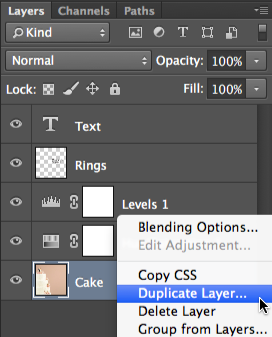 Layers Channels Paths
Kind
Normal Opacity: 100%
Lock: Fill: 100%
T Text
Rings
Levels 1
Cake
Blending Options...
Edit Adjustment...
Copy CSS
Duplicate Layer...
Delete Layer
Group from Layers...